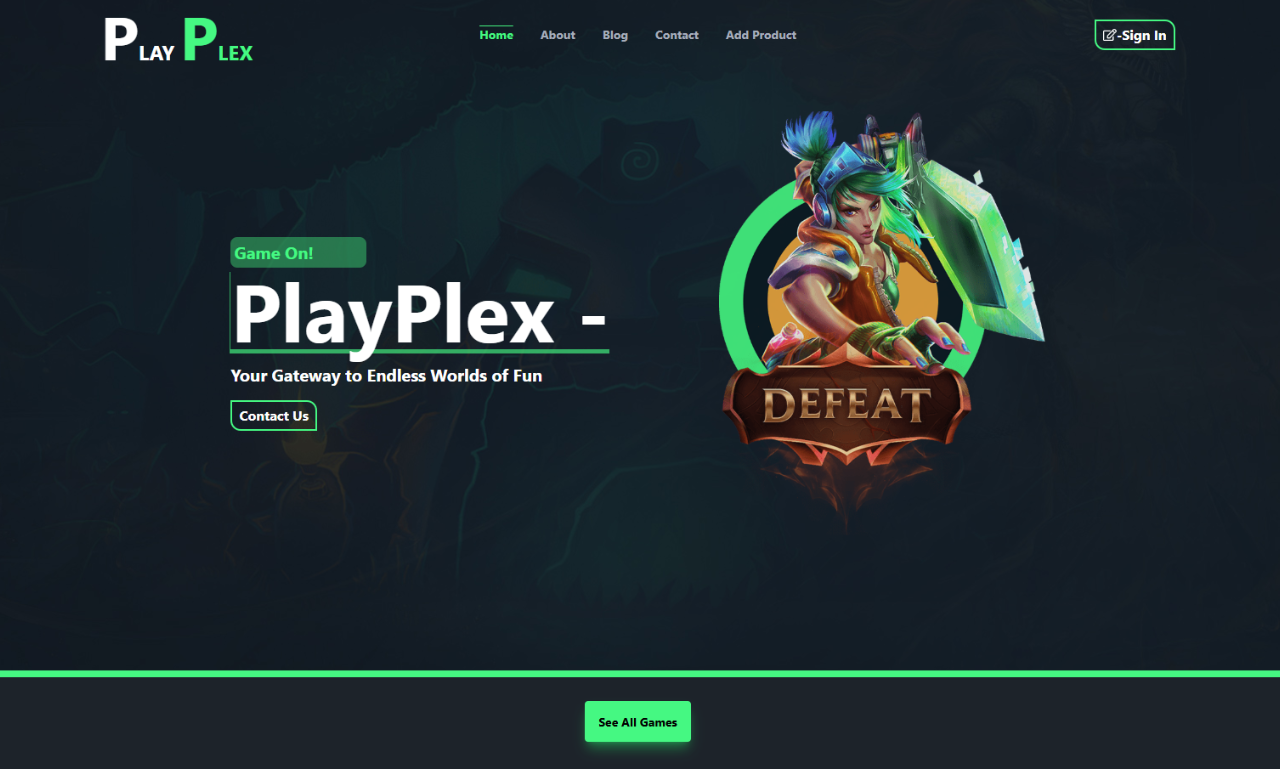 PLAY PLEX
Home About Blog Contact Add Product
-Sign In
Game On!
PlayPlex -
Your Gateway to Endless Worlds of Fun
Contact Us
DEFEAT
See All Games